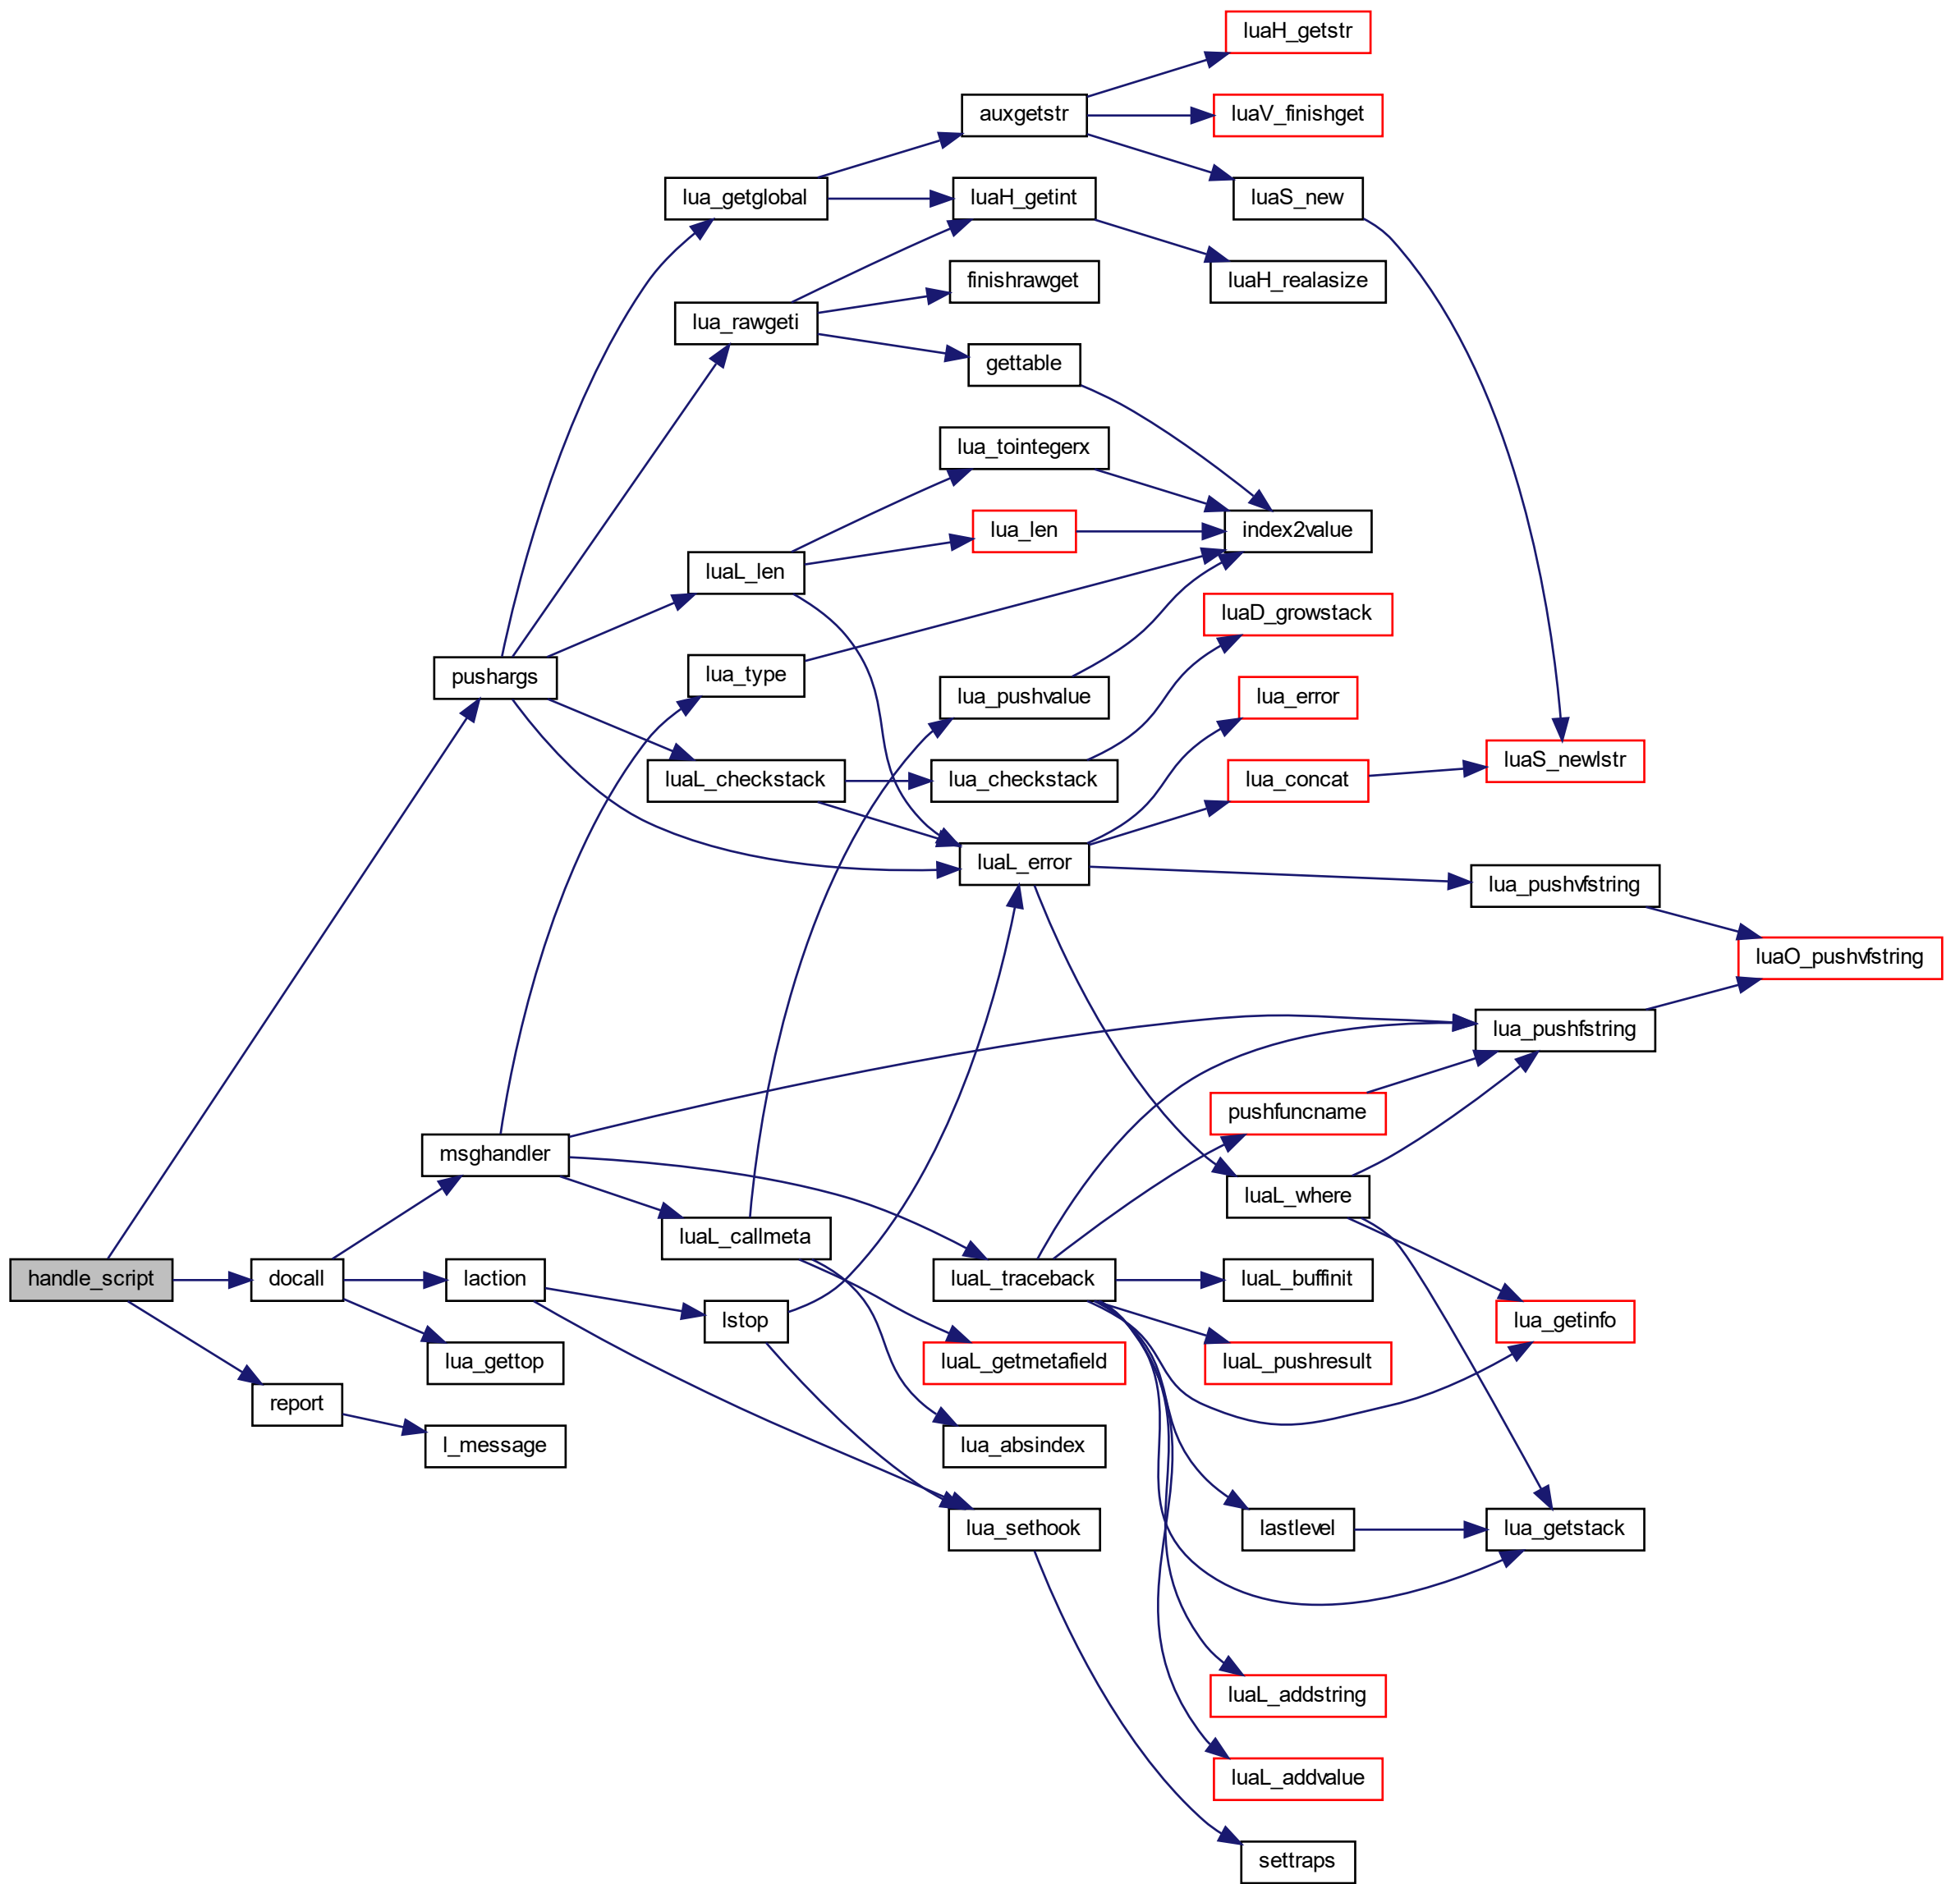 luaH_getstr
auxgetstr
luaV_finishget
lua_getglobal
luaH_getint
luaS_new
lua_rawgeti
finishrawget
luaH_realasize
gettable
lua_tointegerx
luaL_len
lua_len
index2value
pushargs
lua_type
lua_pushvalue
luaD_growstack
lua_error
luaL_checkstack
lua_checkstack
lua_concat
luaS_newlstr
luaL_error
lua_pushvfstring
luaO_pushvfstring
lua_pushfstring
pushfuncname
msghandler
luaL_where
luaL_callmeta
handle_script
docall
laction
luaL_traceback
luaL_buffinit
lstop
lua_gettop
luaL_getmetafield
luaL_pushresult
lua_getinfo
report
l_message
lua_absindex
lua_sethook
lastlevel
lua_getstack
luaL_addstring
luaL_addvalue
settraps